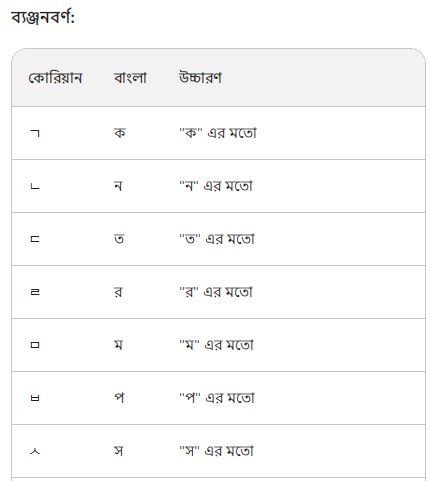 ব্যঞ্জনবর্ণ:
কোরিয়ান বাংলা উচ্চারণ
ㄱ ক "ক" এর মতো
ㄴ ন "ন" এর মতো
ㄷ ত "ত" এর মতো
ㄹ র "র" এর মতো
ㅁ ম "ম" এর মতো
ㅂ প "প" এর মতো
ㅅ স "স" এর মতো